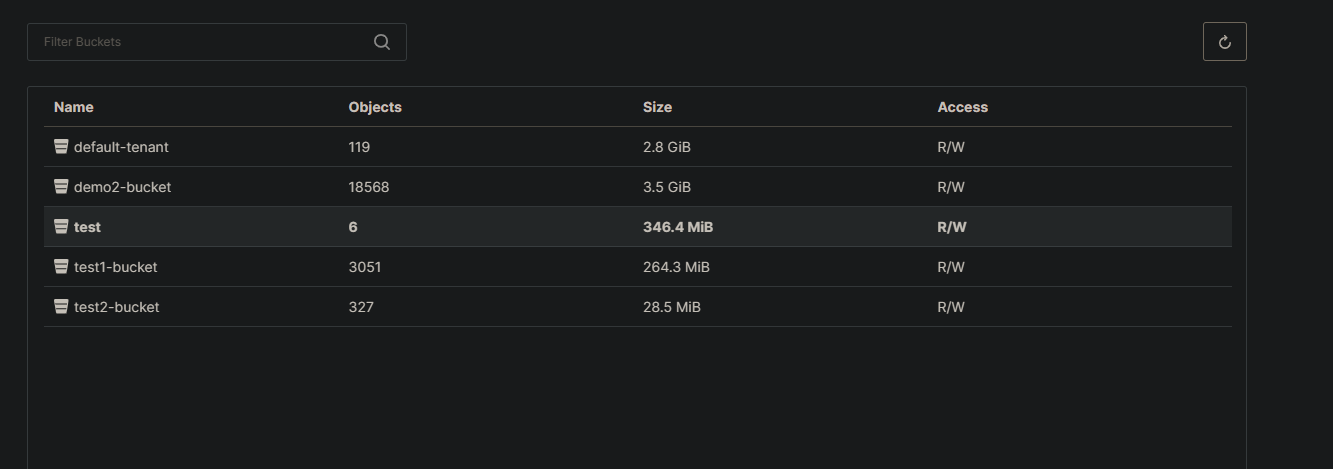 Filter Buckets
Name Objects Size Access
default-tenant 119 2.8 GiB R/W
demo2-bucket 18568 3.5 GiB R/W
test 6 346.4 MiB R/W
test1-bucket 3051 264.3 MiB R/W
test2-bucket 327 28.5 MiB R/W